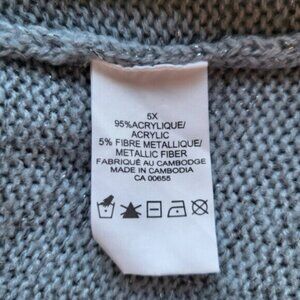 5X
95%ACRYLIQUE/
ACRYLIC
5% FIBRE METALLIQUE/
METALLIC FIBER
FABRIQUÉ AU CAMBODGE
MADE IN CAMBODIA
CA 00655